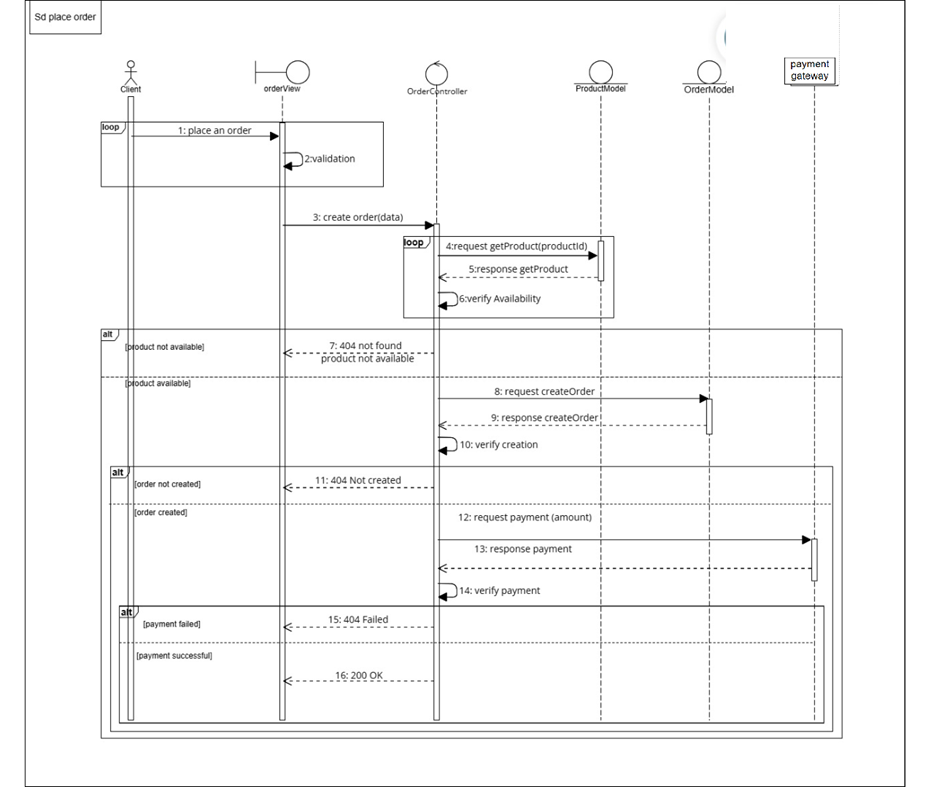 Sd place order
Client
orderView
OrderController
ProductModel
OrderModel
payment
gateway
loop
1: place an order
2:validation
3: create order(data)
loop
4:request getProduct(productId)
5:response getProduct
6:verify Availability
alt
[product not available]
7: 404 not found
product not available
[product available]
8: request createOrder
9: response createOrder
10: verify creation
alt
[order not created]
11: 404 Not created
[order created]
12: request payment (amount)
13: response payment
14: verify payment
alt
[payment failed]
15: 404 Failed
[payment successful]
16: 200 OK